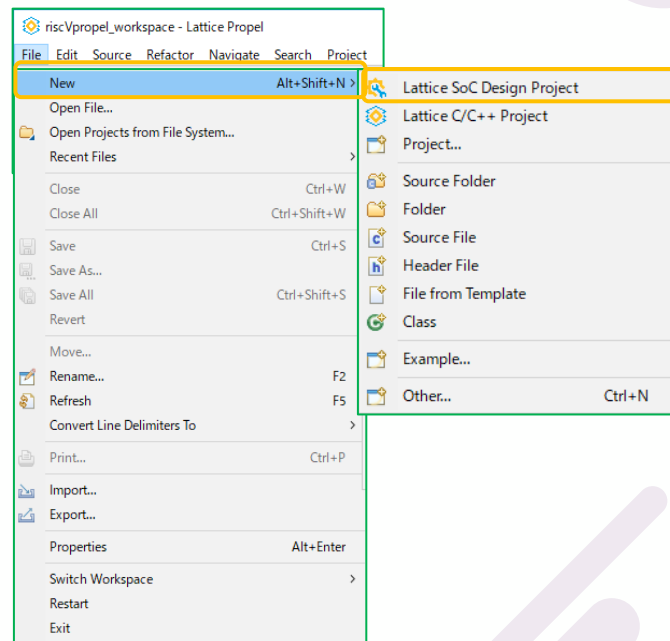 riscVpropel_workspace - Lattice Propel
File Edit Source Refactor Navigate Search Project
New Alt+Shift+N >
Open File...
Open Projects from File System...
Recent Files >
Close Ctrl+W
Close All Ctrl+Shift+W
Save Ctrl+S
Save As...
Save All Ctrl+Shift+S
Revert
Move...
Rename... F2
Refresh F5
Convert Line Delimiters To >
Print... Ctrl+P
Import...
Export...
Properties Alt+Enter
Switch Workspace >
Restart
Exit
Lattice SoC Design Project
Lattice C/C++ Project
Project...
Source Folder
Folder
Source File
Header File
File from Template
Class
Example...
Other... Ctrl+N